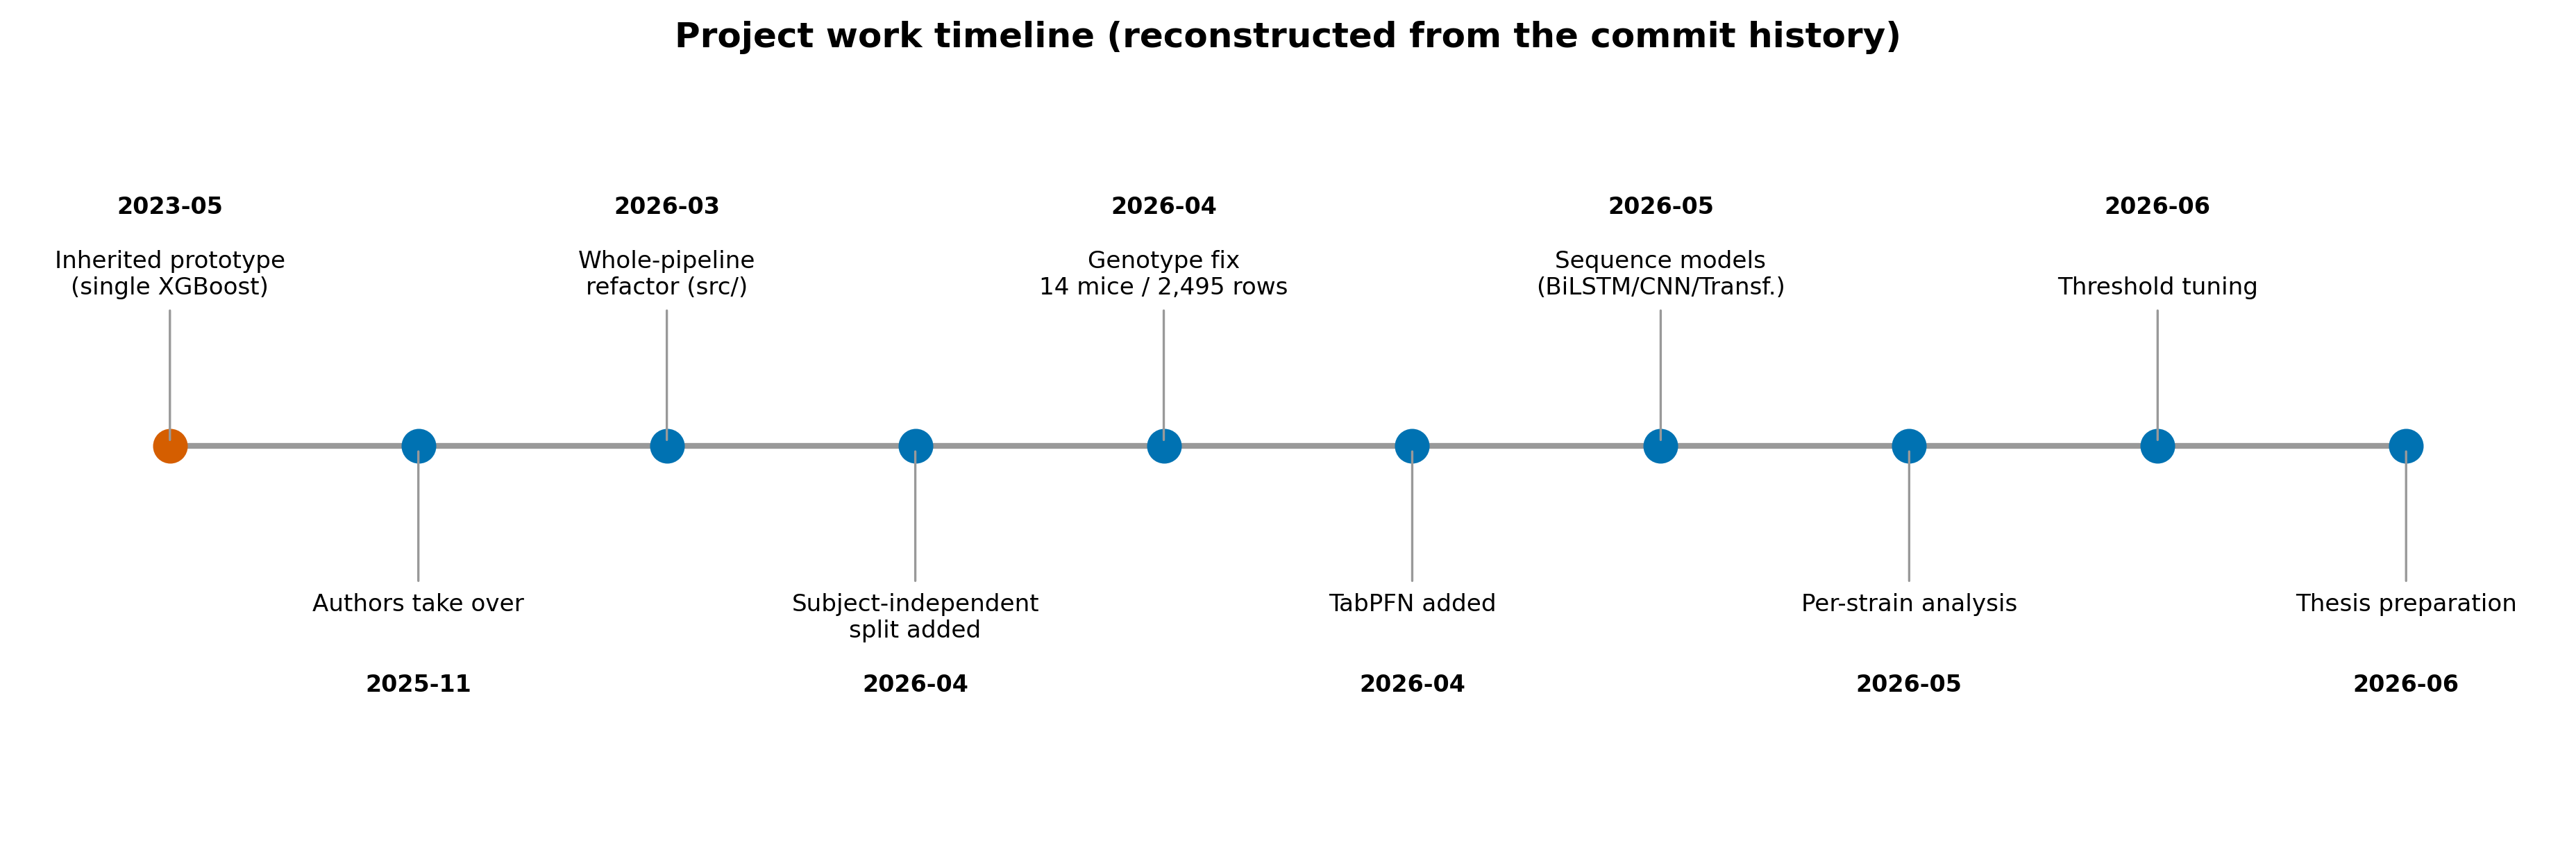 Project work timeline (reconstructed from the commit history)
2023-05
Inherited prototype
(single XGBoost)
Authors take over
2025-11
2026-03
Whole-pipeline
refactor (src/)
Subject-independent
split added
2026-04
2026-04
Genotype fix
14 mice / 2,495 rows
TabPFN added
2026-04
2026-05
Sequence models
(BiLSTM/CNN/Transf.)
Per-strain analysis
2026-05
2026-06
Threshold tuning
Thesis preparation
2026-06